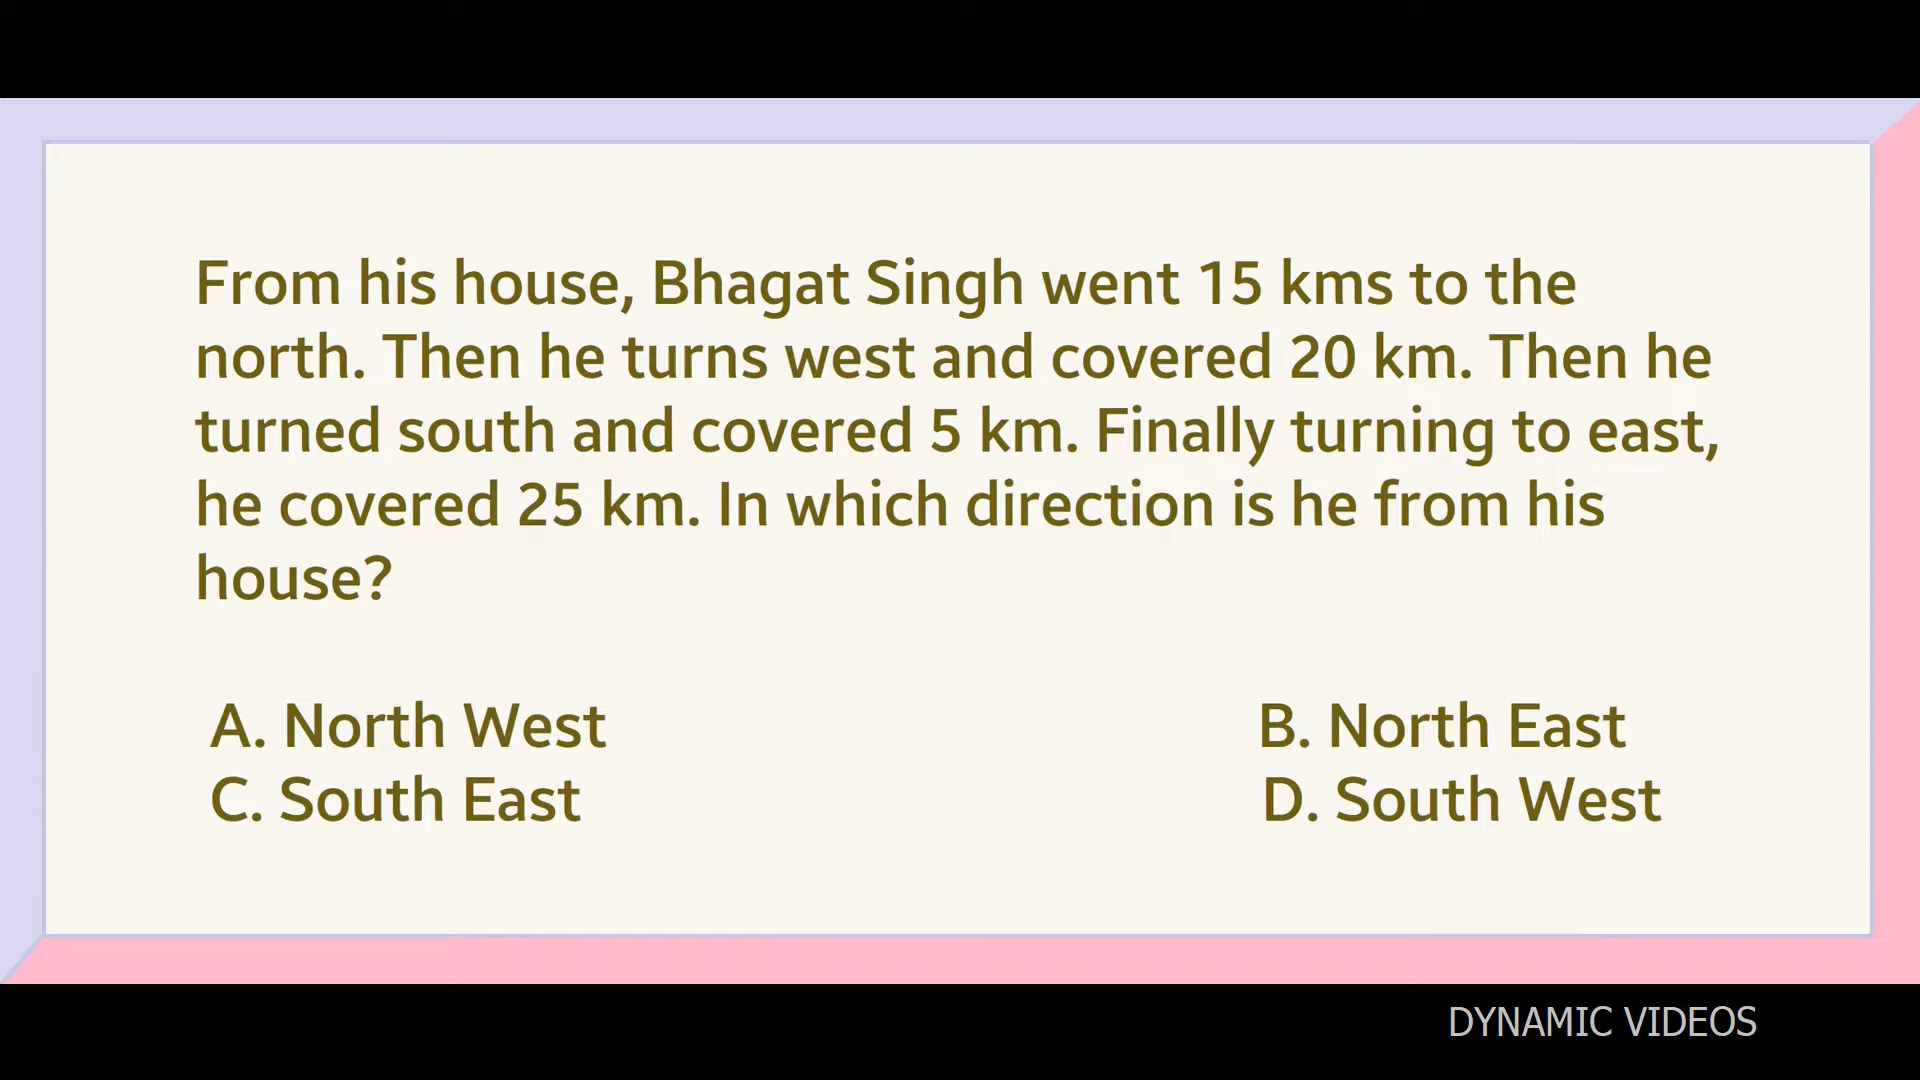 From his house, Bhagat Singh went 15 kms to the
north. Then he turns west and covered 20 km. Then he
turned south and covered 5 km. Finally turning to east,
he covered 25 km. In which direction is he from his
house?
A. North West B. North East
C. South East D. South West
DYNAMIC VIDEOS